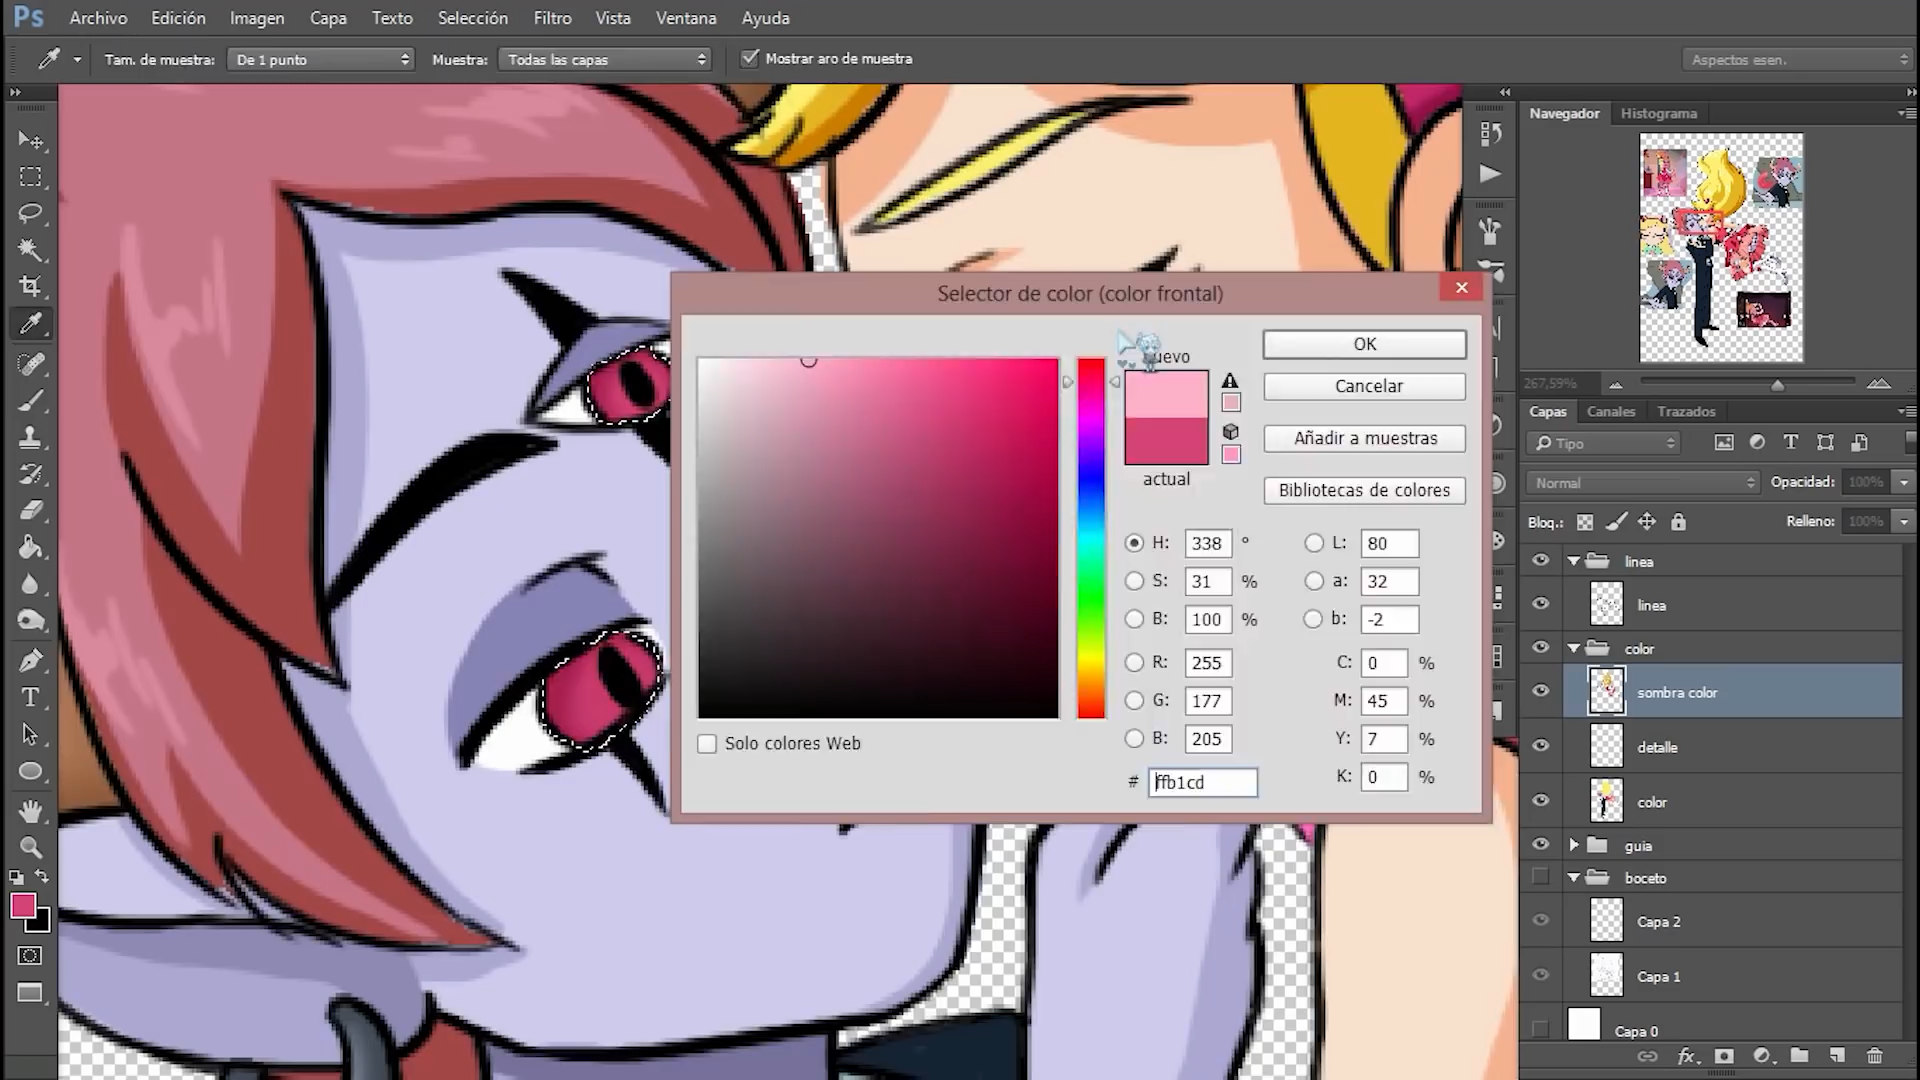 Ps Archivo Edición Imagen Capa Texto Selección Filtro Vista Ventana Ayuda
Tam. de muestra: De 1 punto Muestra: Todas las capas Mostrar aro de muestra Aspectos esen.
Navegador Histograma
267,59%
Capas Canales Trazados
Tipo
Normal Opacidad: 100%
Bloq.: Relleno: 100%
linea
linea
color
sombra color
detalle
color
guia
boceto
Capa 2
Capa 1
Capa 0
fx
T
Selector de color (color frontal)
OK
Cancelar
Añadir a muestras
Bibliotecas de colores
actual
H: 338 ° L: 80
S: 31 % a: 32
B: 100 % b: -2
R: 255 C: 0 %
G: 177 M: 45 %
B: 205 Y: 7 %
# ffb1cd K: 0 %
Solo colores Web